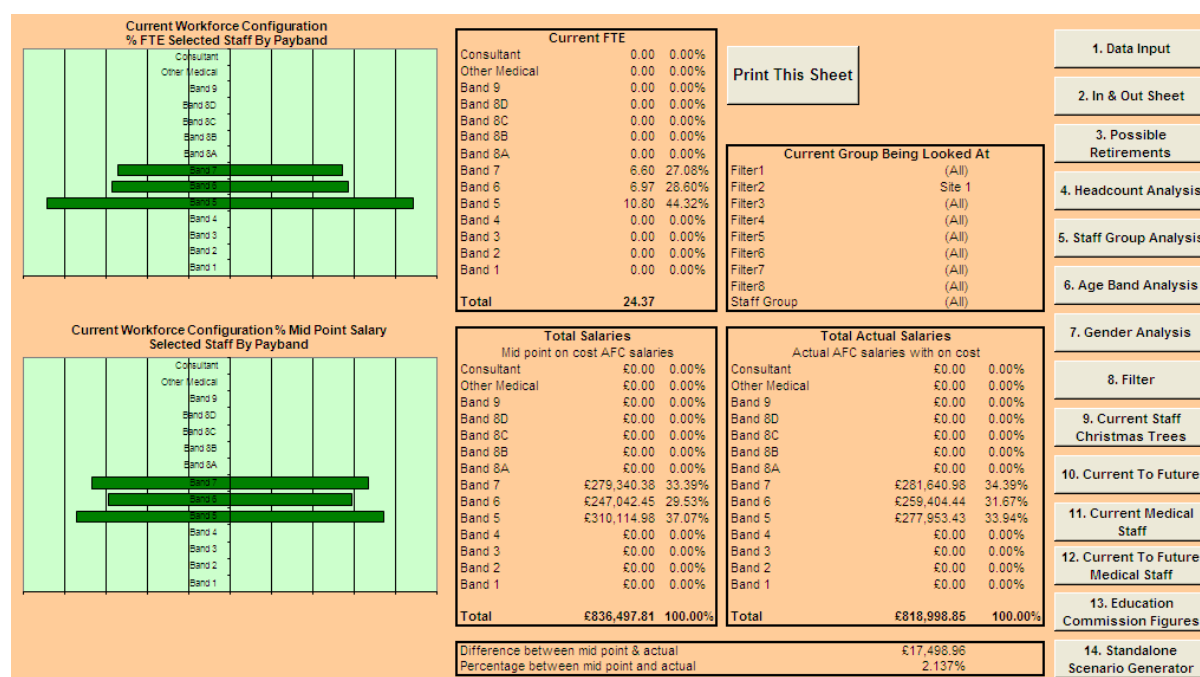 Current Workforce Configuration
% FTE Selected Staff By Payband
Consultant
Other Medical
Band 9
Band 8D
Band 8C
Band 8B
Band 8A
Band 7
Band 6
Band 5
Band 4
Band 3
Band 2
Band 1
Current Workforce Configuration % Mid Point Salary
Selected Staff By Payband
Consultant
Other Medical
Band 9
Band 8D
Band 8C
Band 8B
Band 8A
Band 7
Band 6
Band 5
Band 4
Band 3
Band 2
Band 1
Current FTE
Consultant 0.00 0.00%
Other Medical 0.00 0.00%
Band 9 0.00 0.00%
Band 8D 0.00 0.00%
Band 8C 0.00 0.00%
Band 8B 0.00 0.00%
Band 8A 0.00 0.00%
Band 7 6.60 27.08%
Band 6 6.97 28.60%
Band 5 10.80 44.32%
Band 4 0.00 0.00%
Band 3 0.00 0.00%
Band 2 0.00 0.00%
Band 1 0.00 0.00%
Total 24.37
Print This Sheet
Current Group Being Looked At
Filter1 (All)
Filter2 Site 1
Filter3 (All)
Filter4 (All)
Filter5 (All)
Filter6 (All)
Filter7 (All)
Filter8 (All)
Staff Group (All)
Total Salaries
Mid point on cost AFC salaries
Consultant £0.00 0.00%
Other Medical £0.00 0.00%
Band 9 £0.00 0.00%
Band 8D £0.00 0.00%
Band 8C £0.00 0.00%
Band 8B £0.00 0.00%
Band 8A £0.00 0.00%
Band 7 £279,340.38 33.39%
Band 6 £247,042.45 29.53%
Band 5 £310,114.98 37.07%
Band 4 £0.00 0.00%
Band 3 £0.00 0.00%
Band 2 £0.00 0.00%
Band 1 £0.00 0.00%
Total £836,497.81 100.00%
Total Actual Salaries
Actual AFC salaries with on cost
Consultant £0.00 0.00%
Other Medical £0.00 0.00%
Band 9 £0.00 0.00%
Band 8D £0.00 0.00%
Band 8C £0.00 0.00%
Band 8B £0.00 0.00%
Band 8A £0.00 0.00%
Band 7 £281,640.98 34.39%
Band 6 £259,404.44 31.67%
Band 5 £277,953.43 33.94%
Band 4 £0.00 0.00%
Band 3 £0.00 0.00%
Band 2 £0.00 0.00%
Band 1 £0.00 0.00%
Total £818,998.85 100.00%
Difference between mid point & actual £17,498.96
Percentage between mid point and actual 2.137%
1. Data Input
2. In & Out Sheet
3. Possible
Retirements
4. Headcount Analysis
5. Staff Group Analysis
6. Age Band Analysis
7. Gender Analysis
8. Filter
9. Current Staff
Christmas Trees
10. Current To Future
11. Current Medical
Staff
12. Current To Future
Medical Staff
13. Education
Commission Figures
14. Standalone
Scenario Generator